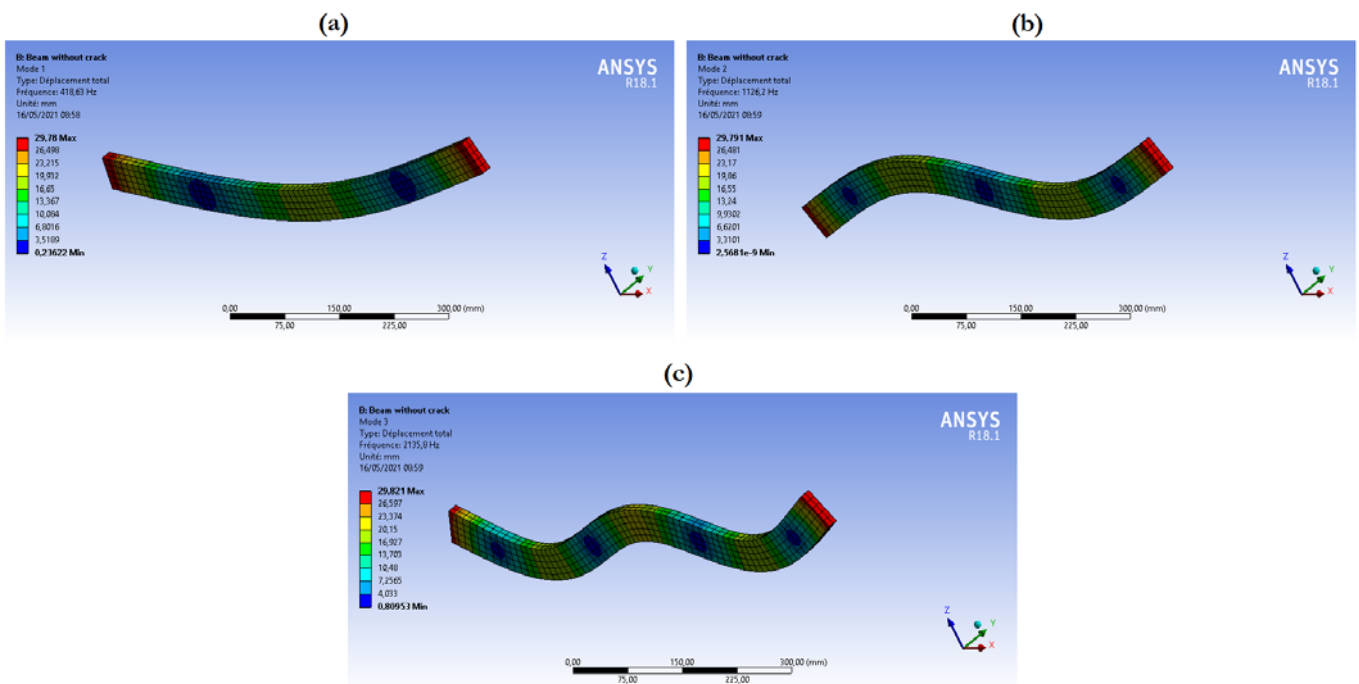 (a)
B: Beam without crack
Mode 1
Type: Déplacement total
Fréquence: 418,63 Hz
Unité: mm
16/05/2021 08:58
29,78 Max
26,498
23,215
19,932
16,65
13,367
10,084
6,8016
3,5189
0,23622 Min
ANSYS
R18.1
Z
Y
X
0,00
150,00
300,00 (mm)
75,00
225,00
(b)
B: Beam without crack
Mode 2
Type: Déplacement total
Fréquence: 1126,2 Hz
Unité: mm
16/05/2021 08:59
29,791 Max
26,481
23,17
19,86
16,55
13,24
9,9302
6,6201
3,3101
2,5681e-9 Min
ANSYS
R18.1
Z
Y
X
0,00
150,00
300,00 (mm)
75,00
225,00
(c)
B: Beam without crack
Mode 3
Type: Déplacement total
Fréquence: 2135,8 Hz
Unité: mm
16/05/2021 08:59
29,821 Max
26,597
23,374
20,15
16,927
13,703
10,48
7,2565
4,033
0,80953 Min
ANSYS
R18.1
Z
Y
X
0,00
150,00
300,00 (mm)
75,00
225,00